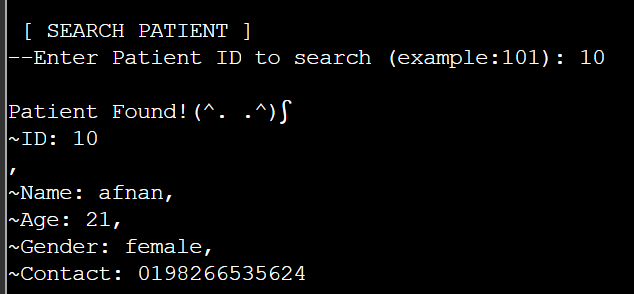 [ SEARCH PATIENT ]
--Enter Patient ID to search (example:101): 10
Patient Found!(^. .^)ʃ
~ID: 10
,
~Name: afnan,
~Age: 21,
~Gender: female,
~Contact: 0198266535624